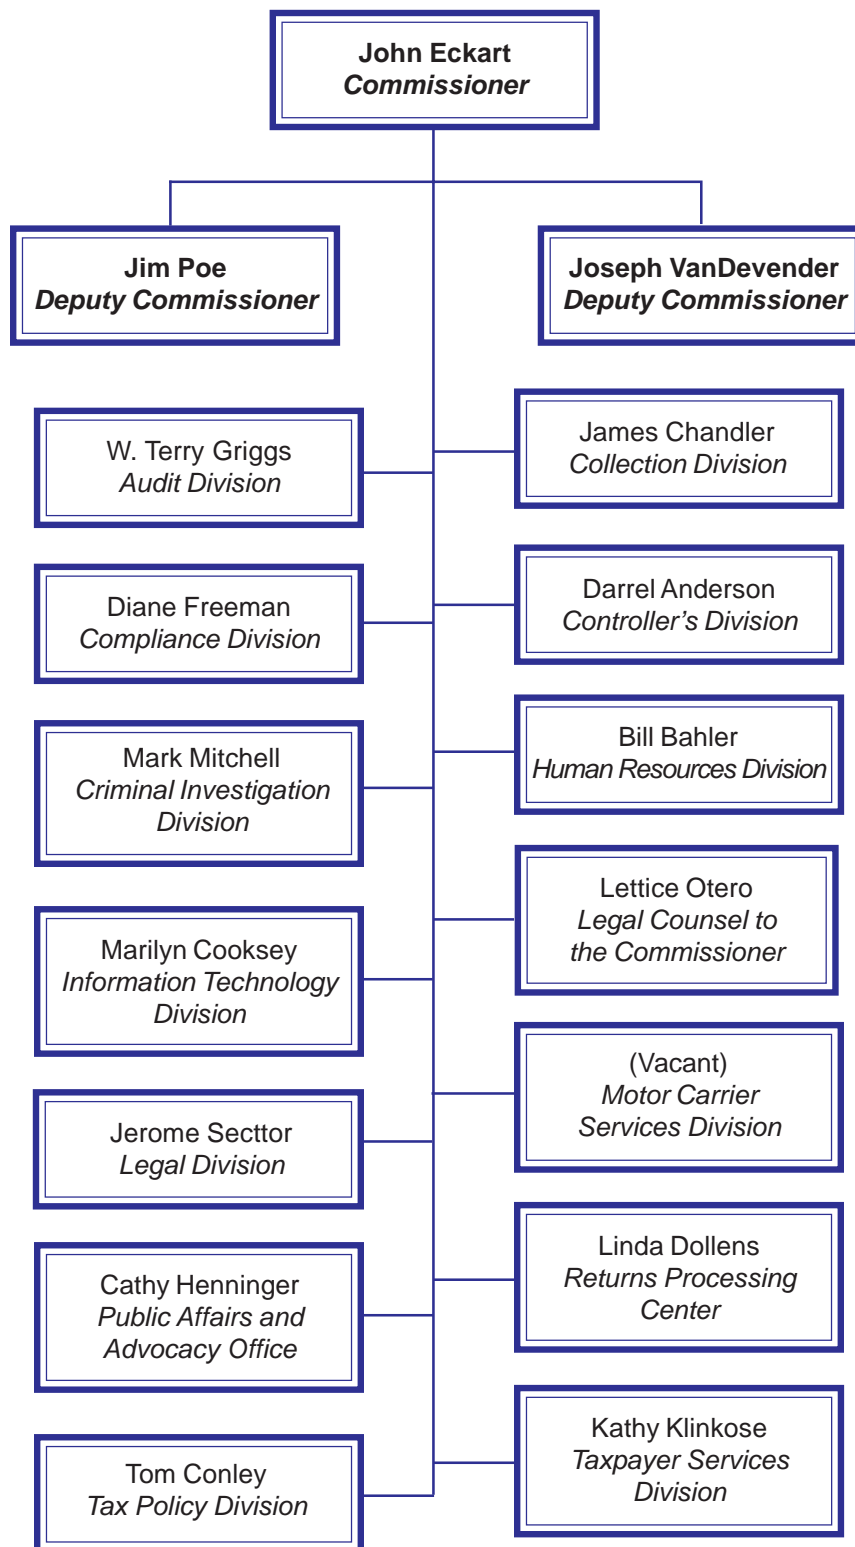 John Eckart
Commissioner
Jim Poe
Deputy Commissioner
Joseph VanDevender
Deputy Commissioner
W. Terry Griggs
Audit Division
James Chandler
Collection Division
Diane Freeman
Compliance Division
Darrel Anderson
Controller's Division
Mark Mitchell
Criminal Investigation
Division
Bill Bahler
Human Resources Division
Marilyn Cooksey
Information Technology
Division
Lettice Otero
Legal Counsel to
the Commissioner
Jerome Secttor
Legal Division
(Vacant)
Motor Carrier
Services Division
Cathy Henninger
Public Affairs and
Advocacy Office
Linda Dollens
Returns Processing
Center
Tom Conley
Tax Policy Division
Kathy Klinkose
Taxpayer Services
Division